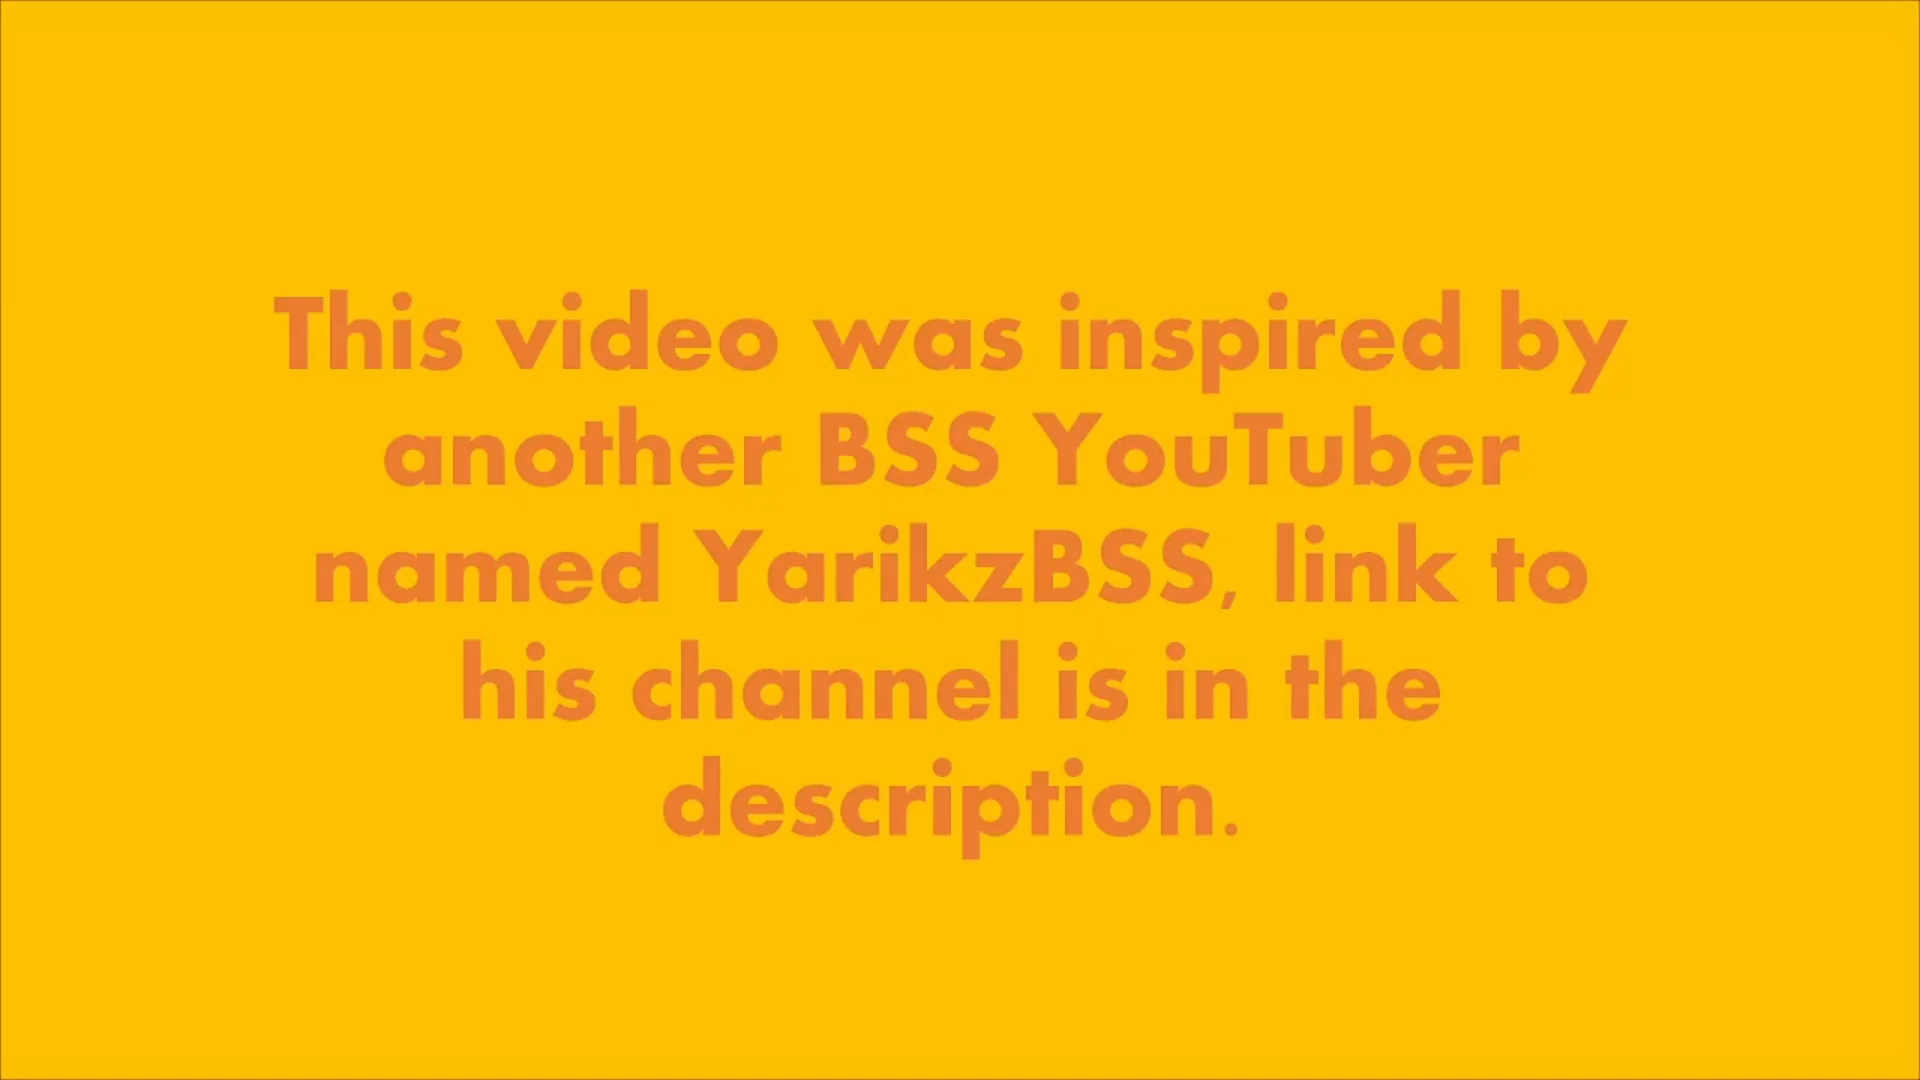 This video was inspired by
another BSS YouTuber
named YarikzBSS, link to
his channel is in the
description.